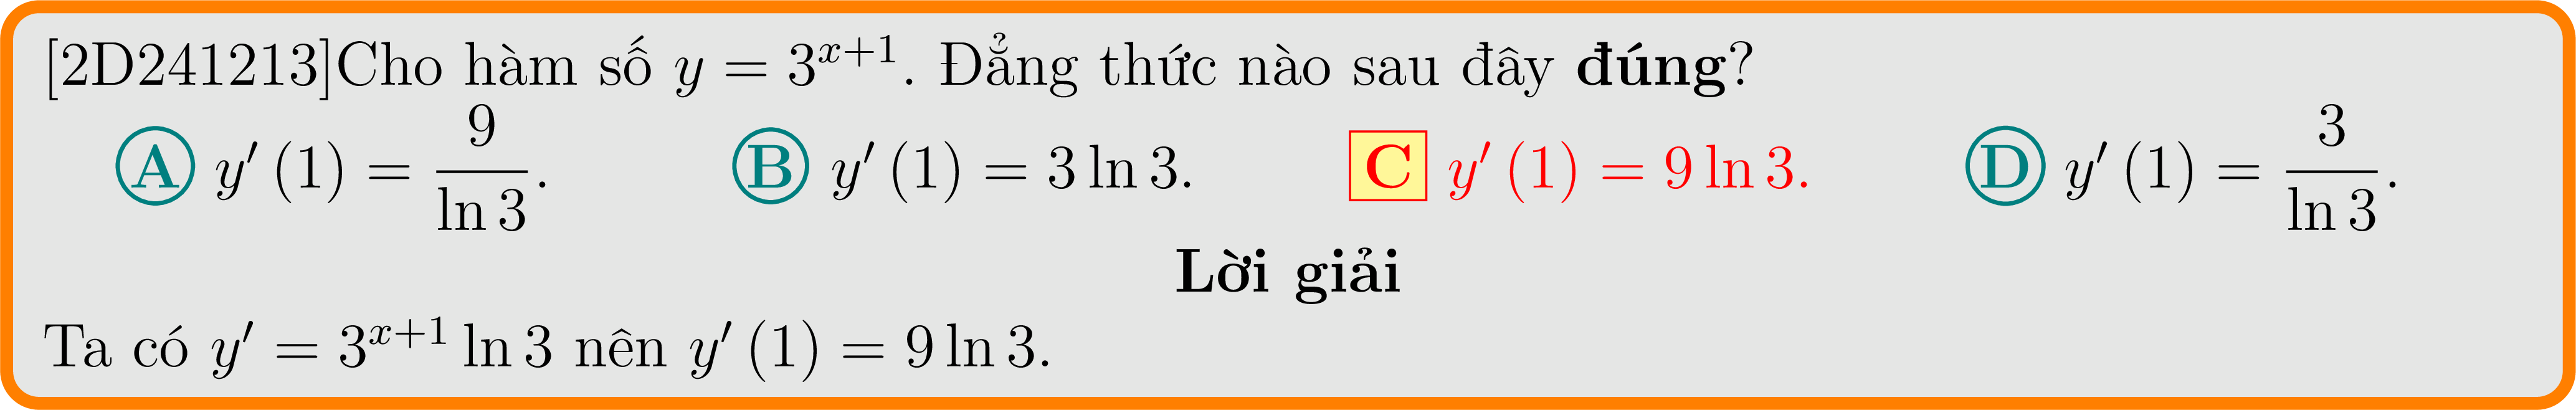 [2D241213]Cho hàm số $y = 3^{x+1}$. Đẳng thức nào sau đây đúng?
A $y'(1) = \frac{9}{\ln 3}$. B $y'(1) = 3 \ln 3$. C $y'(1) = 9 \ln 3$. D $y'(1) = \frac{3}{\ln 3}$.
Lời giải
Ta có $y' = 3^{x+1} \ln 3$ nên $y'(1) = 9 \ln 3$.